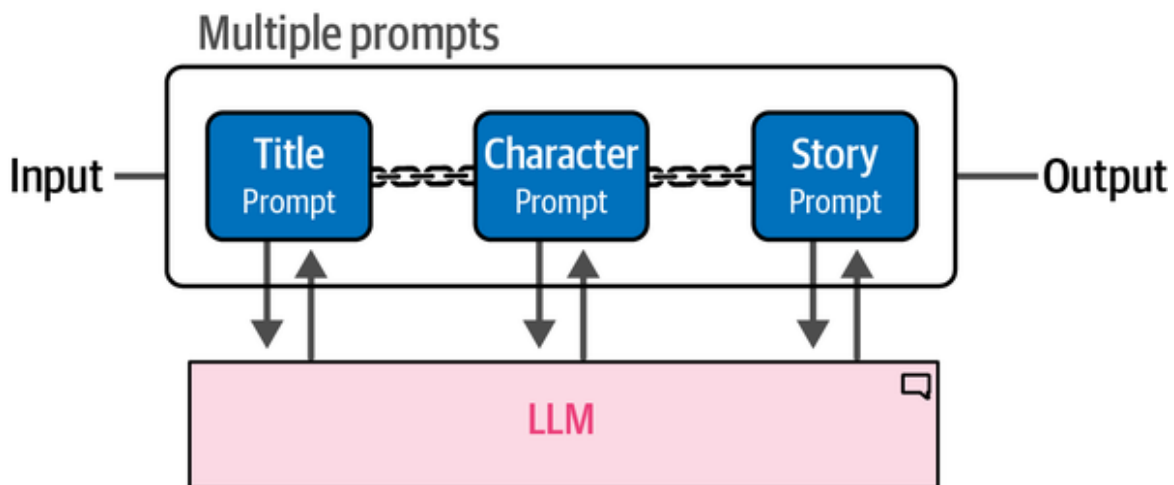 Multiple prompts
Input
Title
Prompt
Character
Prompt
Story
Prompt
Output
LLM